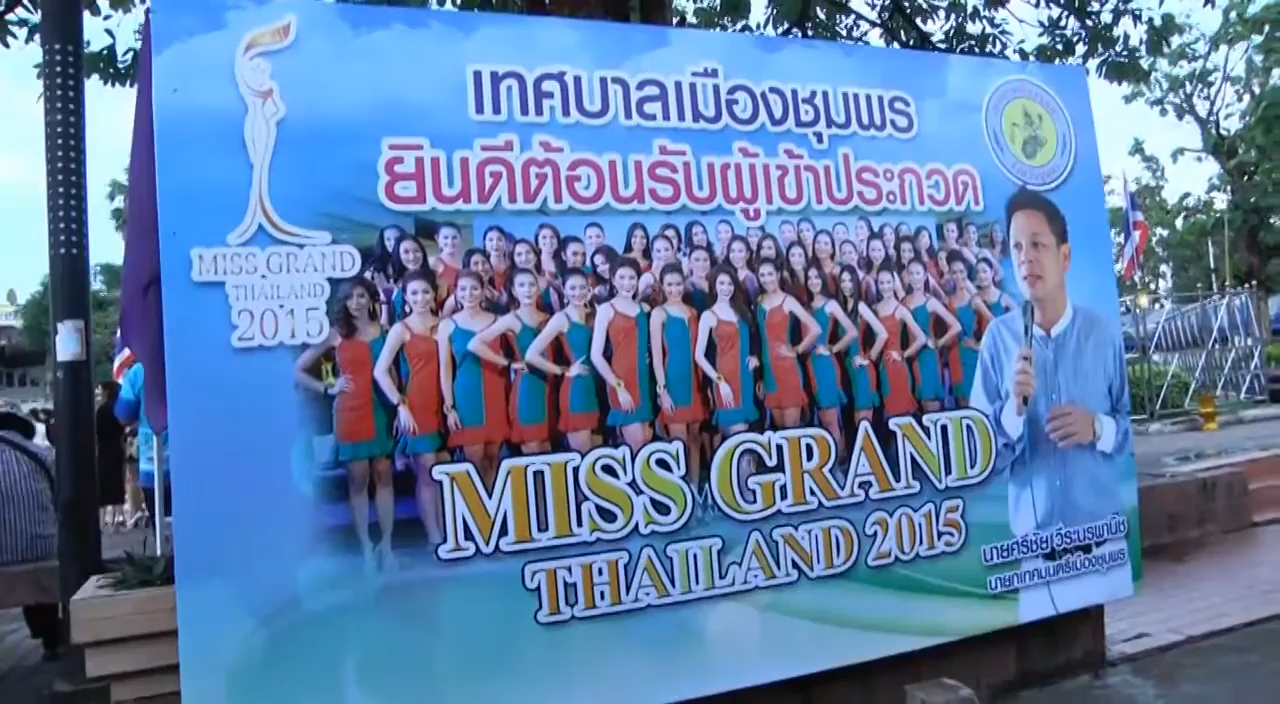 เทศบาลเมืองชุมพร
ยินดีต้อนรับผู้เข้าประกวด
MISS GRAND
THAILAND
2015
MISS GRAND
THAILAND 2015
นายศรีชัย วีระนรพานิช
นายกเทศมนตรีเมืองชุมพร